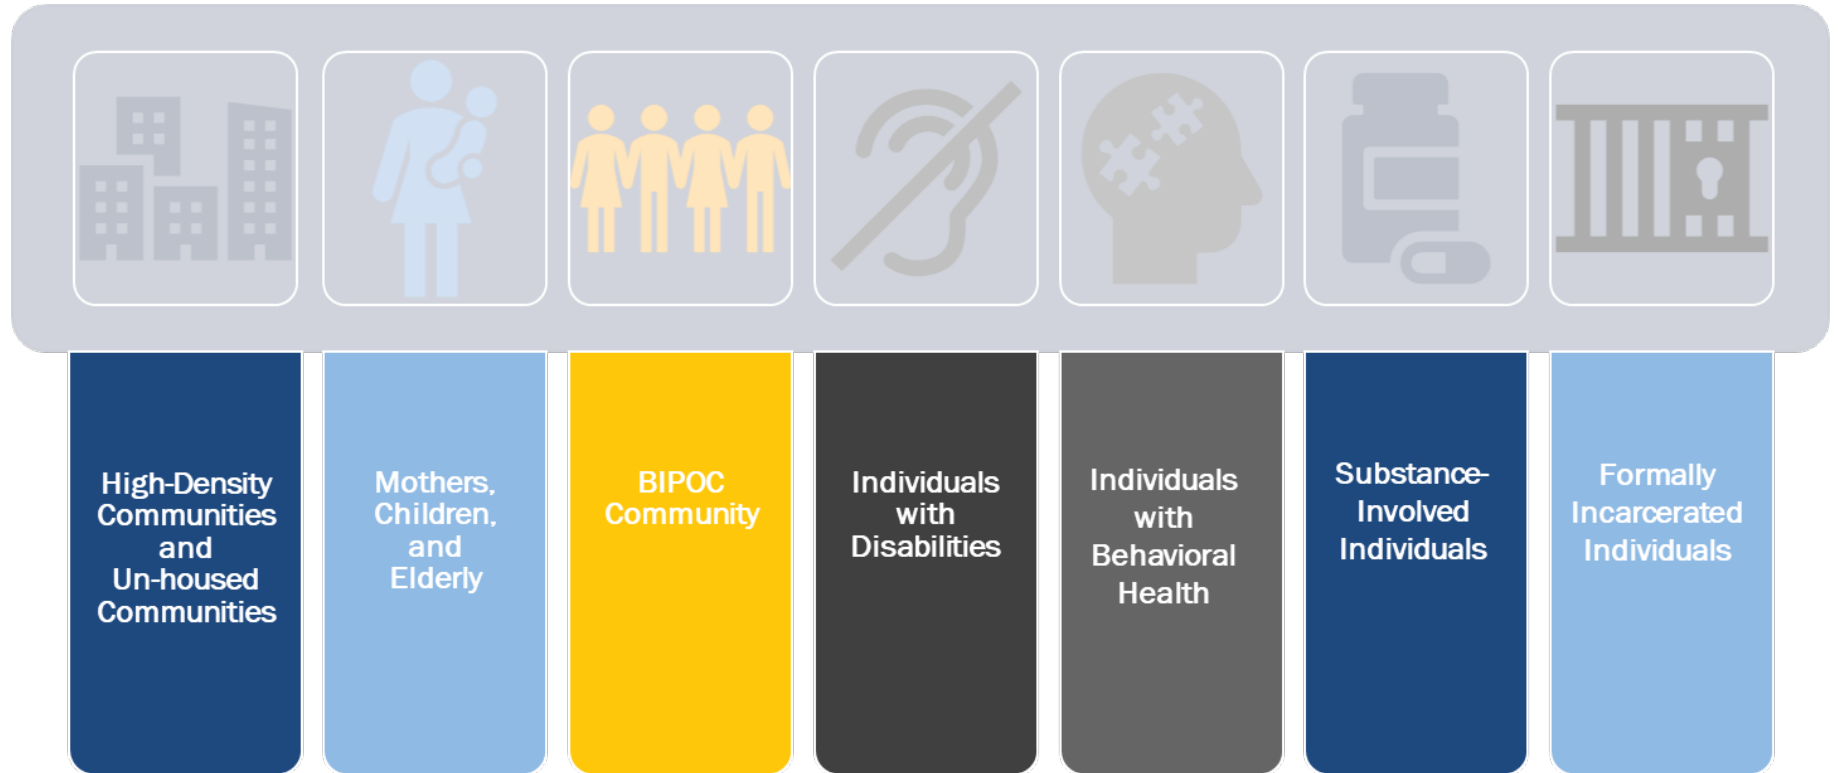 High-Density
Communities
and
Un-housed
Communities
Mothers,
Children,
and
Elderly
BIPOC
Community
Individuals
with
Disabilities
Individuals
with
Behavioral
Health
Substance-
Involved
Individuals
Formally
Incarcerated
Individuals